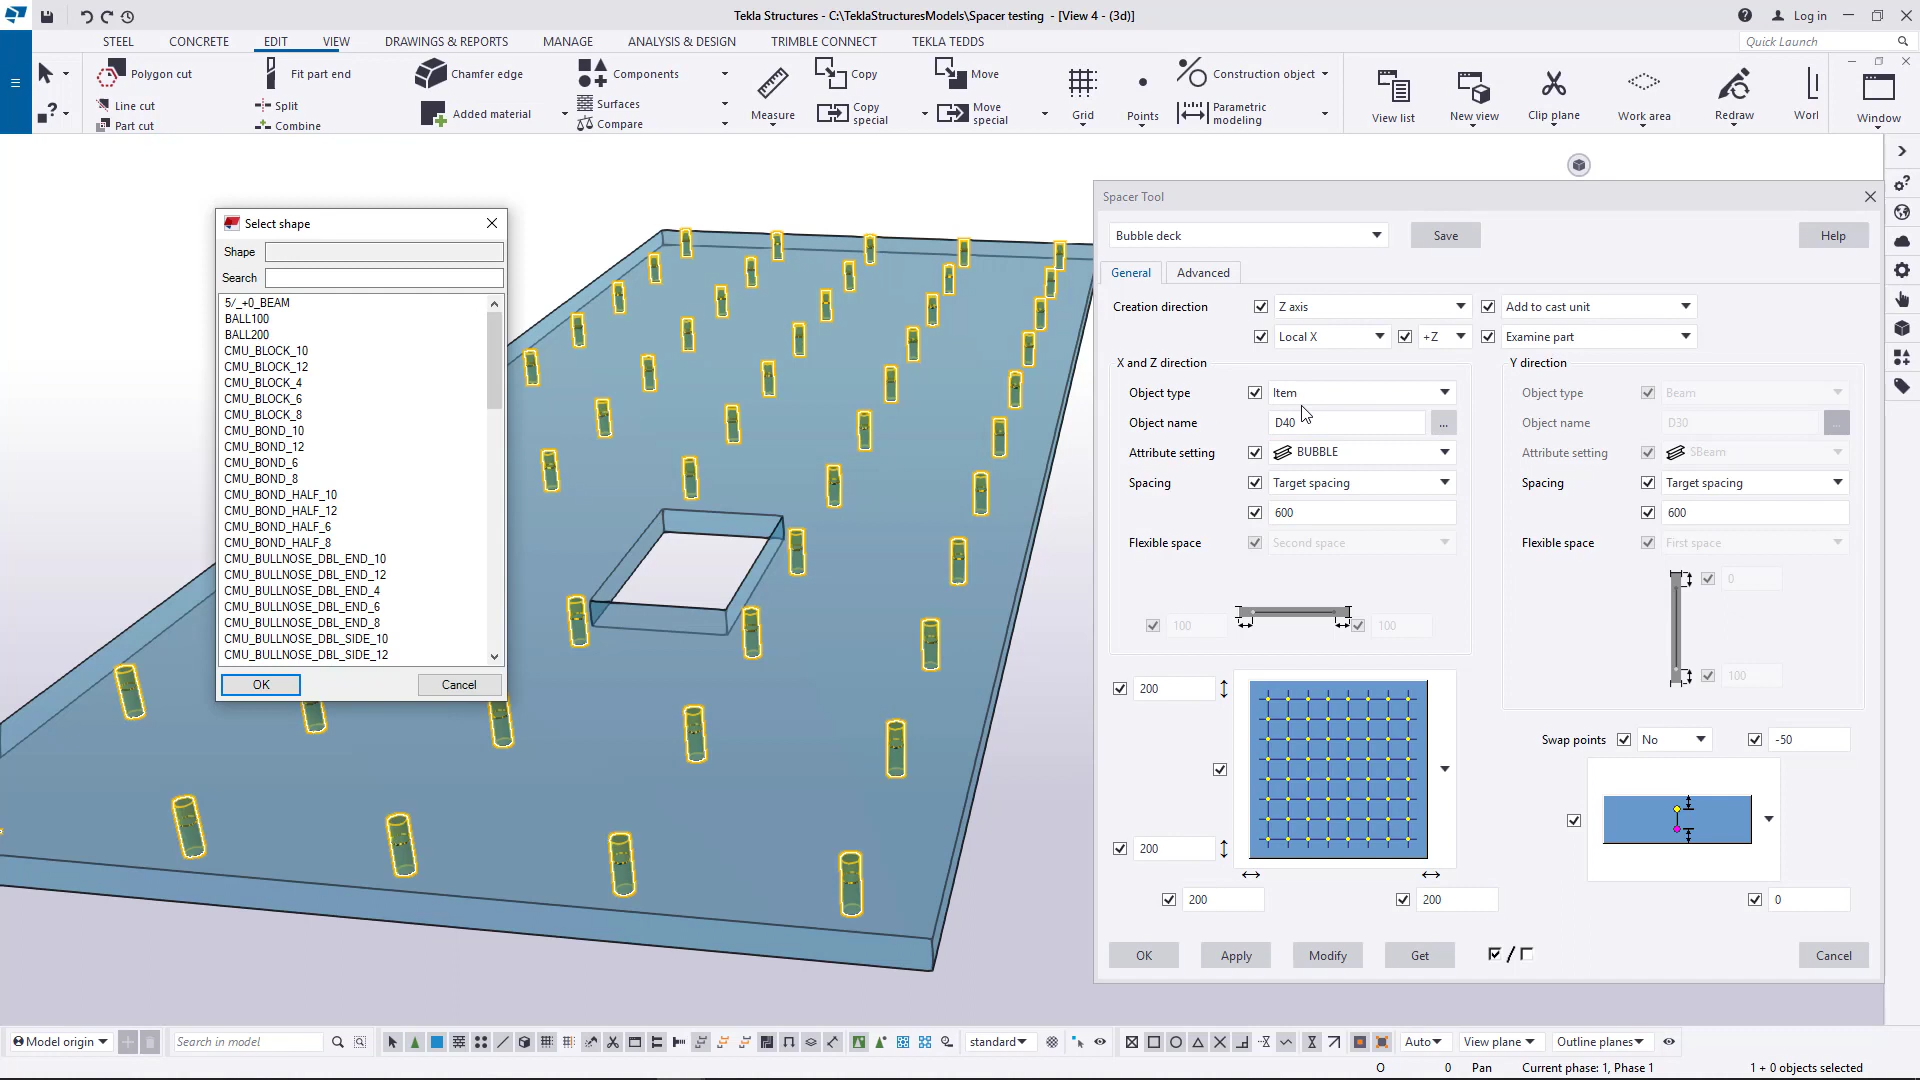 Tekla Structures - C:\TeklaStructuresModels\Spacer testing - [View 4 - (3d)]
Log in
STEEL CONCRETE EDIT VIEW DRAWINGS & REPORTS MANAGE ANALYSIS & DESIGN TRIMBLE CONNECT TEKLA TEDDS
Quick Launch
Polygon cut
Line cut
Part cut
Fit part end
Split
Combine
Chamfer edge
Added material
Components
Surfaces
Compare
Measure
Copy
Copy special
Move
Move special
Grid
Points
Construction object
Parametric modeling
View list
New view
Clip plane
Work area
Redraw
Worl
Window
Select shape
Shape
Search
5/_+0_BEAM
BALL100
BALL200
CMU_BLOCK_10
CMU_BLOCK_12
CMU_BLOCK_4
CMU_BLOCK_6
CMU_BLOCK_8
CMU_BOND_10
CMU_BOND_12
CMU_BOND_6
CMU_BOND_8
CMU_BOND_HALF_10
CMU_BOND_HALF_12
CMU_BOND_HALF_6
CMU_BOND_HALF_8
CMU_BULLNOSE_DBL_END_10
CMU_BULLNOSE_DBL_END_12
CMU_BULLNOSE_DBL_END_4
CMU_BULLNOSE_DBL_END_6
CMU_BULLNOSE_DBL_END_8
CMU_BULLNOSE_DBL_SIDE_10
CMU_BULLNOSE_DBL_SIDE_12
OK Cancel
Spacer Tool
Bubble deck Save Help
General Advanced
Creation direction Z axis Add to cast unit
Local X +Z Examine part
X and Z direction
Object type Item
Object name D40 ...
Attribute setting BUBBLE
Spacing Target spacing
600
Flexible space Second space
100 100
Y direction
Object type Beam
Object name D30 ...
Attribute setting SBeam
Spacing Target spacing
600
Flexible space First space
0
100
200
200
200 200
Swap points No -50
0
OK Apply Modify Get / Cancel
Model origin Search in model standard Auto View plane Outline planes
O 0 Pan Current phase: 1, Phase 1 1 + 0 objects selected